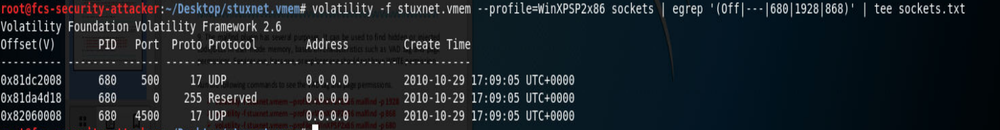 root@fcs-security-attacker:~/Desktop/stuxnet.vmem# volatility -f stuxnet.vmem --profile=WinXPSP2x86 sockets | egrep '(Off|---|680|1928|868)' | tee sockets.txt
Volatility Foundation Volatility Framework 2.6
Offset(V) PID Port Proto Protocol Address Create Time
---------- -------- ------ ------ --------------- --------------- -----------
0x81dc2008 680 500 17 UDP 0.0.0.0 2010-10-29 17:09:05 UTC+0000
0x81da4d18 680 0 255 Reserved 0.0.0.0 2010-10-29 17:09:05 UTC+0000
0x82060008 680 4500 17 UDP 0.0.0.0 2010-10-29 17:09:05 UTC+0000